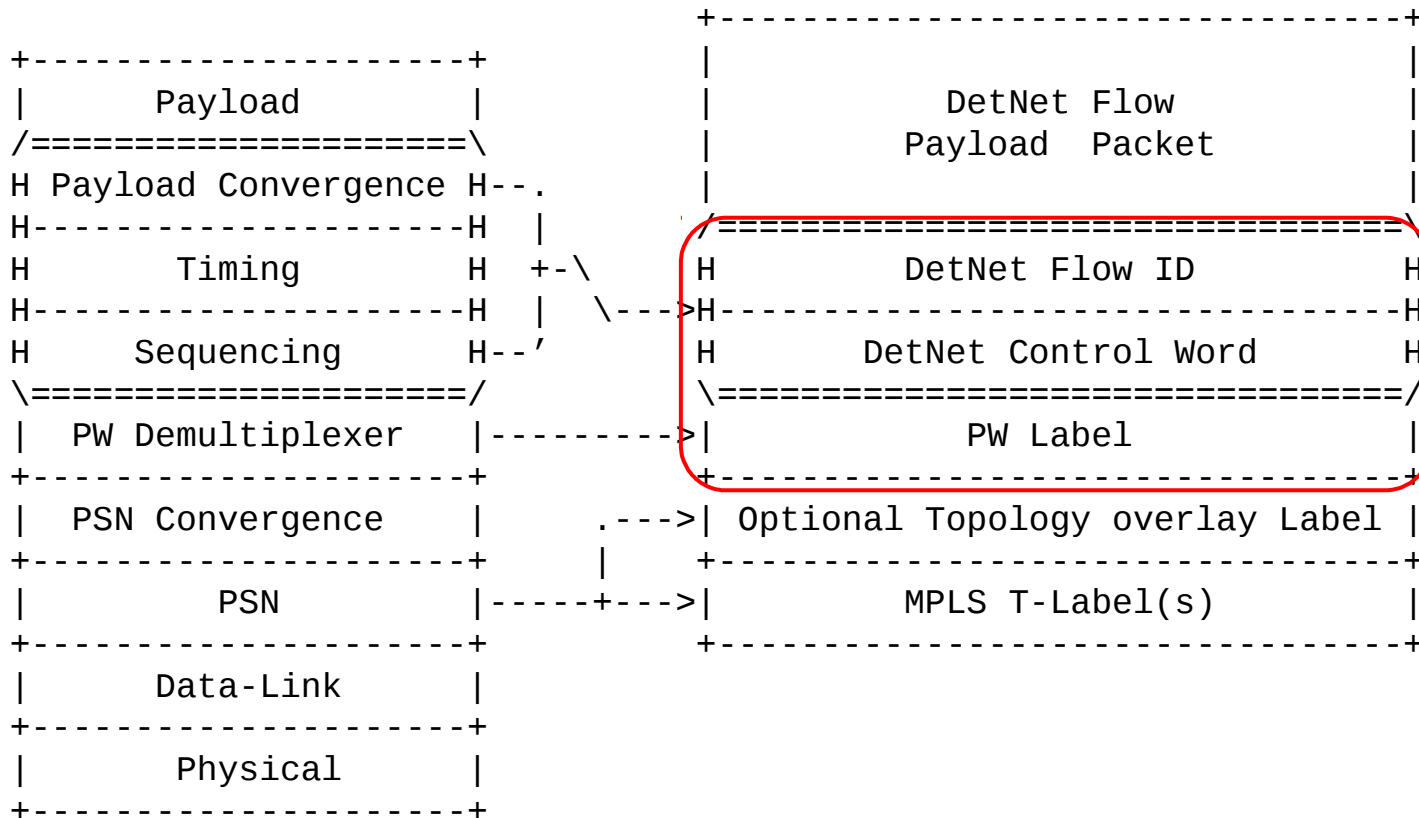 +---------------------------------+
+---------------------+          |                                 |
|      Payload        |          |           DetNet Flow           |
/=====================\          |         Payload  Packet         |
H Payload Convergence H--.       |                                 |
H---------------------H  |       /=================================\
H       Timing        H  +-\     H         DetNet Flow ID          H
H---------------------H  |  \--->H---------------------------------H
H     Sequencing      H--'       H       DetNet Control Word       H
\=====================/          \=================================/
|  PW Demultiplexer   |--------->|            PW Label             |
+---------------------+          +---------------------------------+
|  PSN Convergence    |     .--->| Optional Topology overlay Label |
+---------------------+     |    +---------------------------------+
|         PSN         |-----+--->|         MPLS T-Label(s)         |
+---------------------+          +---------------------------------+
|      Data-Link      |
+---------------------+
|       Physical      |
+---------------------+